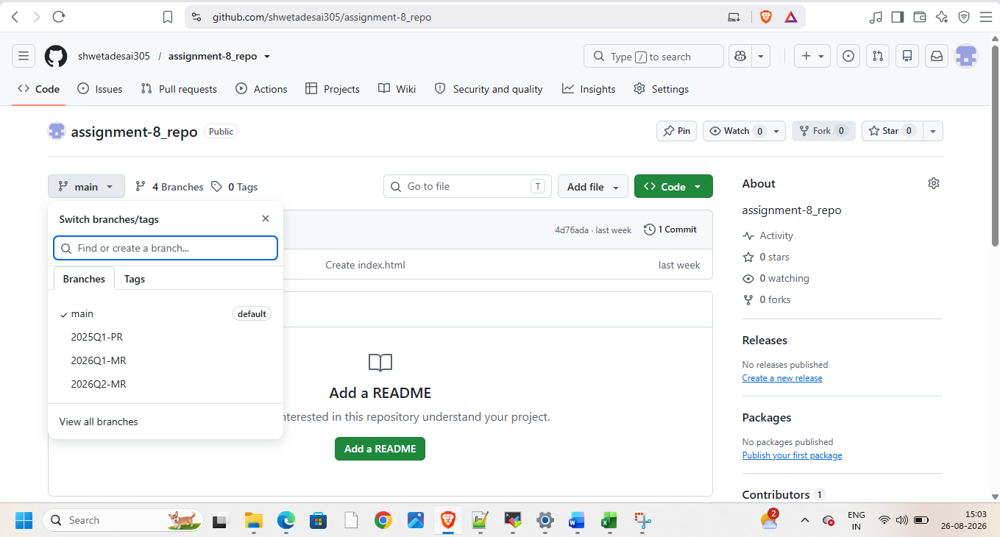 github.com/shwetadesai305/assignment-8_repo
shwetadesai305 / assignment-8_repo
Type / to search
Code Issues Pull requests Actions Projects Wiki Security and quality Insights Settings
assignment-8_repo Public
Pin Watch 0 Fork 0 Star 0
main 4 Branches 0 Tags Go to file T Add file Code
Switch branches/tags
Find or create a branch...
Branches Tags
main default
2025Q1-PR
2026Q1-MR
2026Q2-MR
View all branches
4d76ada · last week 1 Commit
Create index.html last week
Add a README
nterested in this repository understand your project.
Add a README
About
assignment-8_repo
Activity
0 stars
0 watching
0 forks
Releases
No releases published
Create a new release
Packages
No packages published
Publish your first package
Contributors 1
Search
2
ENG
IN
15:03
26-08-2026